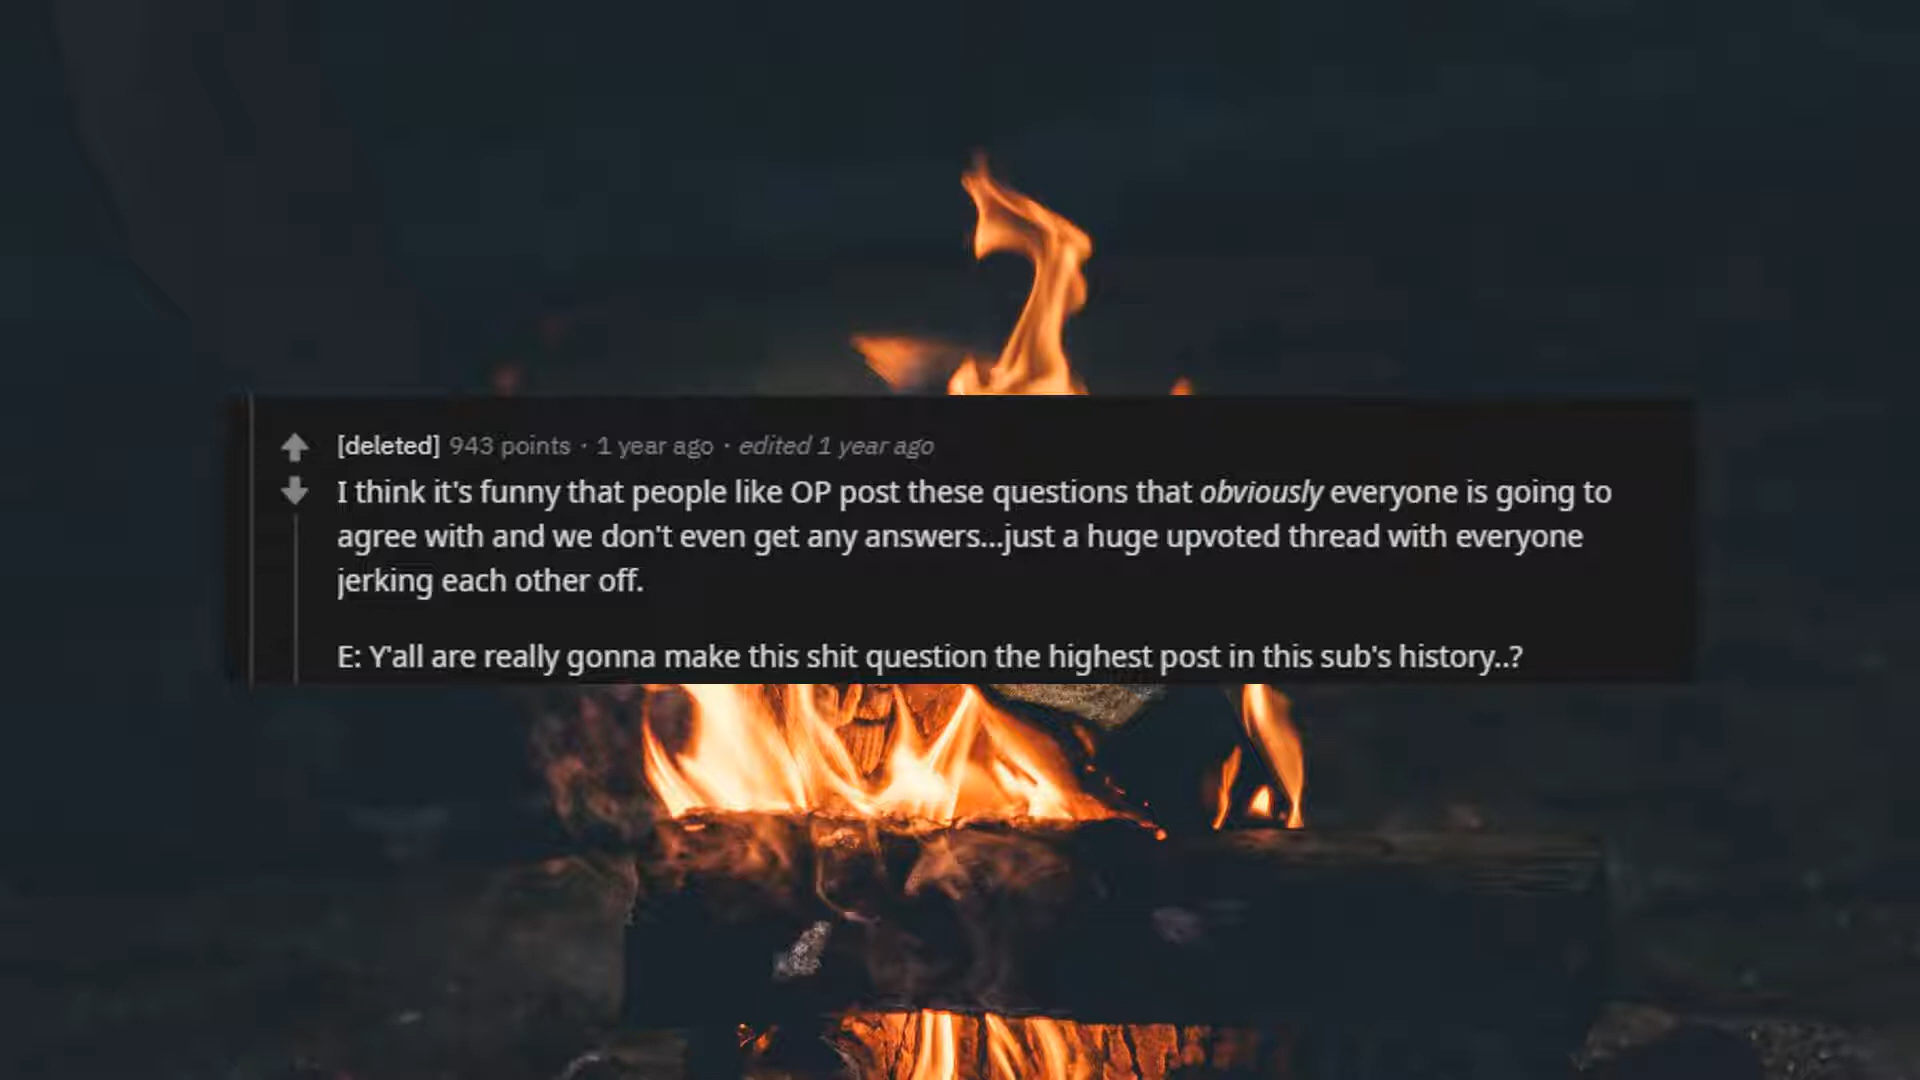 [deleted] 943 points · 1 year ago · edited 1 year ago
I think it's funny that people like OP post these questions that obviously everyone is going to
agree with and we don't even get any answers...just a huge upvoted thread with everyone
jerking each other off.
E: Y'all are really gonna make this shit question the highest post in this sub's history..?